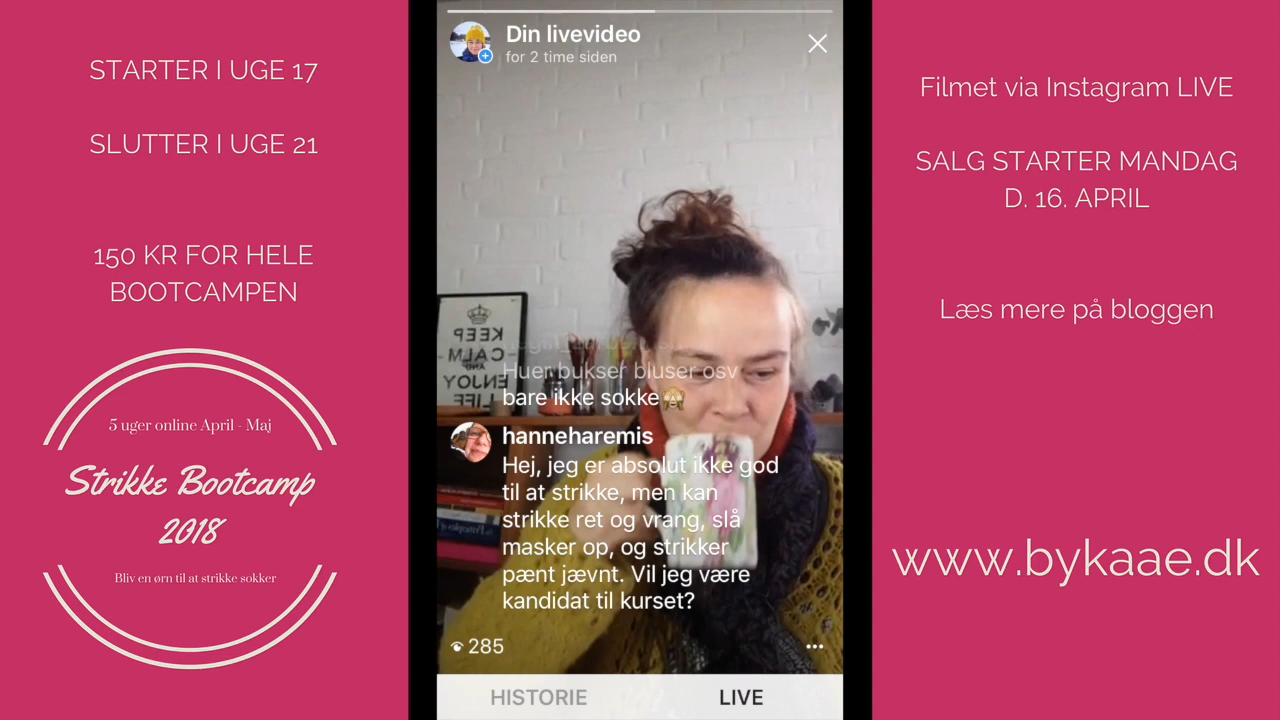 STARTER I UGE 17
SLUTTER I UGE 21
150 KR FOR HELE
BOOTCAMPEN
5 uger online April - Maj
Strikke Bootcamp
2018
Bliv en ørn til at strikke sokker
Din livevideo
for 2 time siden
KEEP
CALM
AND
ENJOY
LIFE
Huer bukser bluser osv
bare ikke sokke🙈
hanneharemis
Hej, jeg er absolut ikke god
til at strikke, men kan
strikke ret og vrang, slå
masker op, og strikker
pænt jævnt. Vil jeg være
kandidat til kurset?
285
HISTORIE
LIVE
Filmet via Instagram LIVE
SALG STARTER MANDAG
D. 16. APRIL
Læs mere på bloggen
www.bykaae.dk